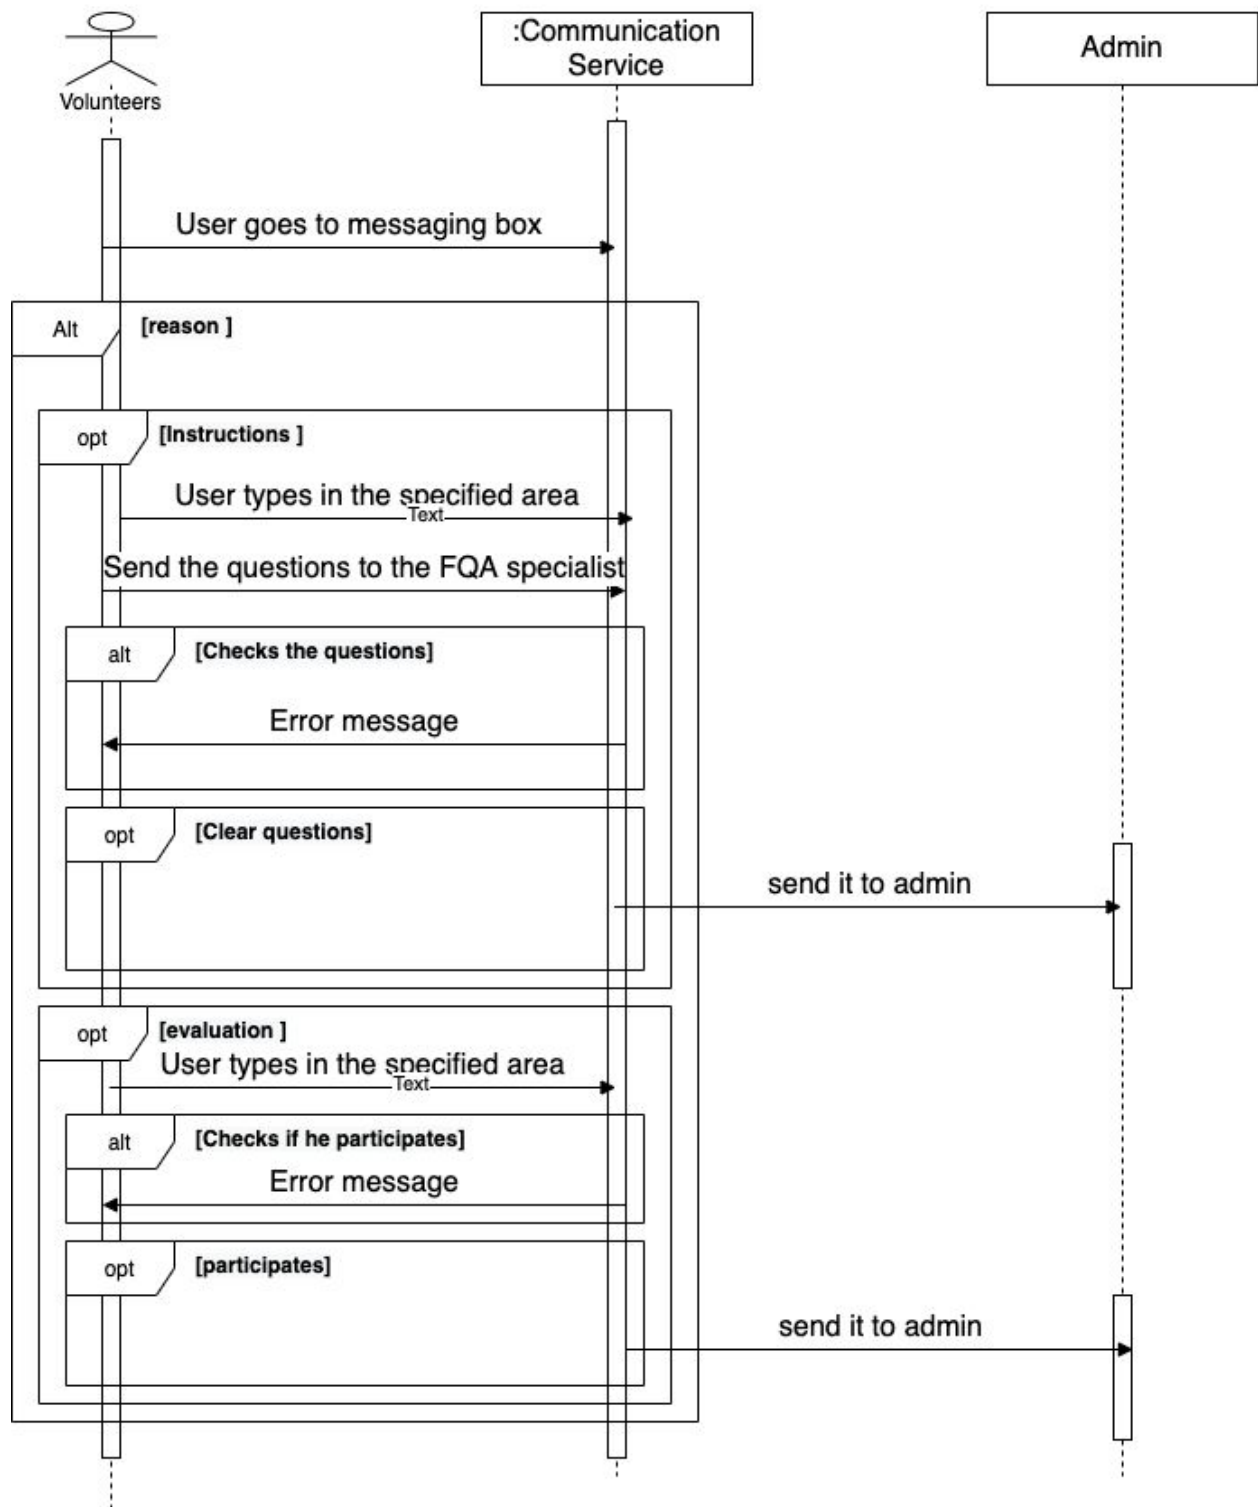 :Communication
Service
Admin
Volunteers
User goes to messaging box
Alt
[reason ]
opt
[Instructions ]
User types in the specified area
Text
Send the questions to the FQA specialist
alt
[Checks the questions]
Error message
opt
[Clear questions]
send it to admin
opt
[evaluation ]
User types in the specified area
Text
alt
[Checks if he participates]
Error message
opt
[participates]
send it to admin